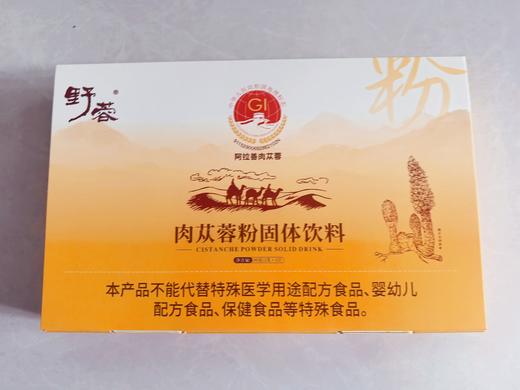 野蓉®
粉
GI
阿拉善肉苁蓉
肉苁蓉粉固体饮料
CISTANCHE POWDER SOLID DRINK
本产品不能代替特殊医学用途配方食品、婴幼儿
配方食品、保健食品等特殊食品。